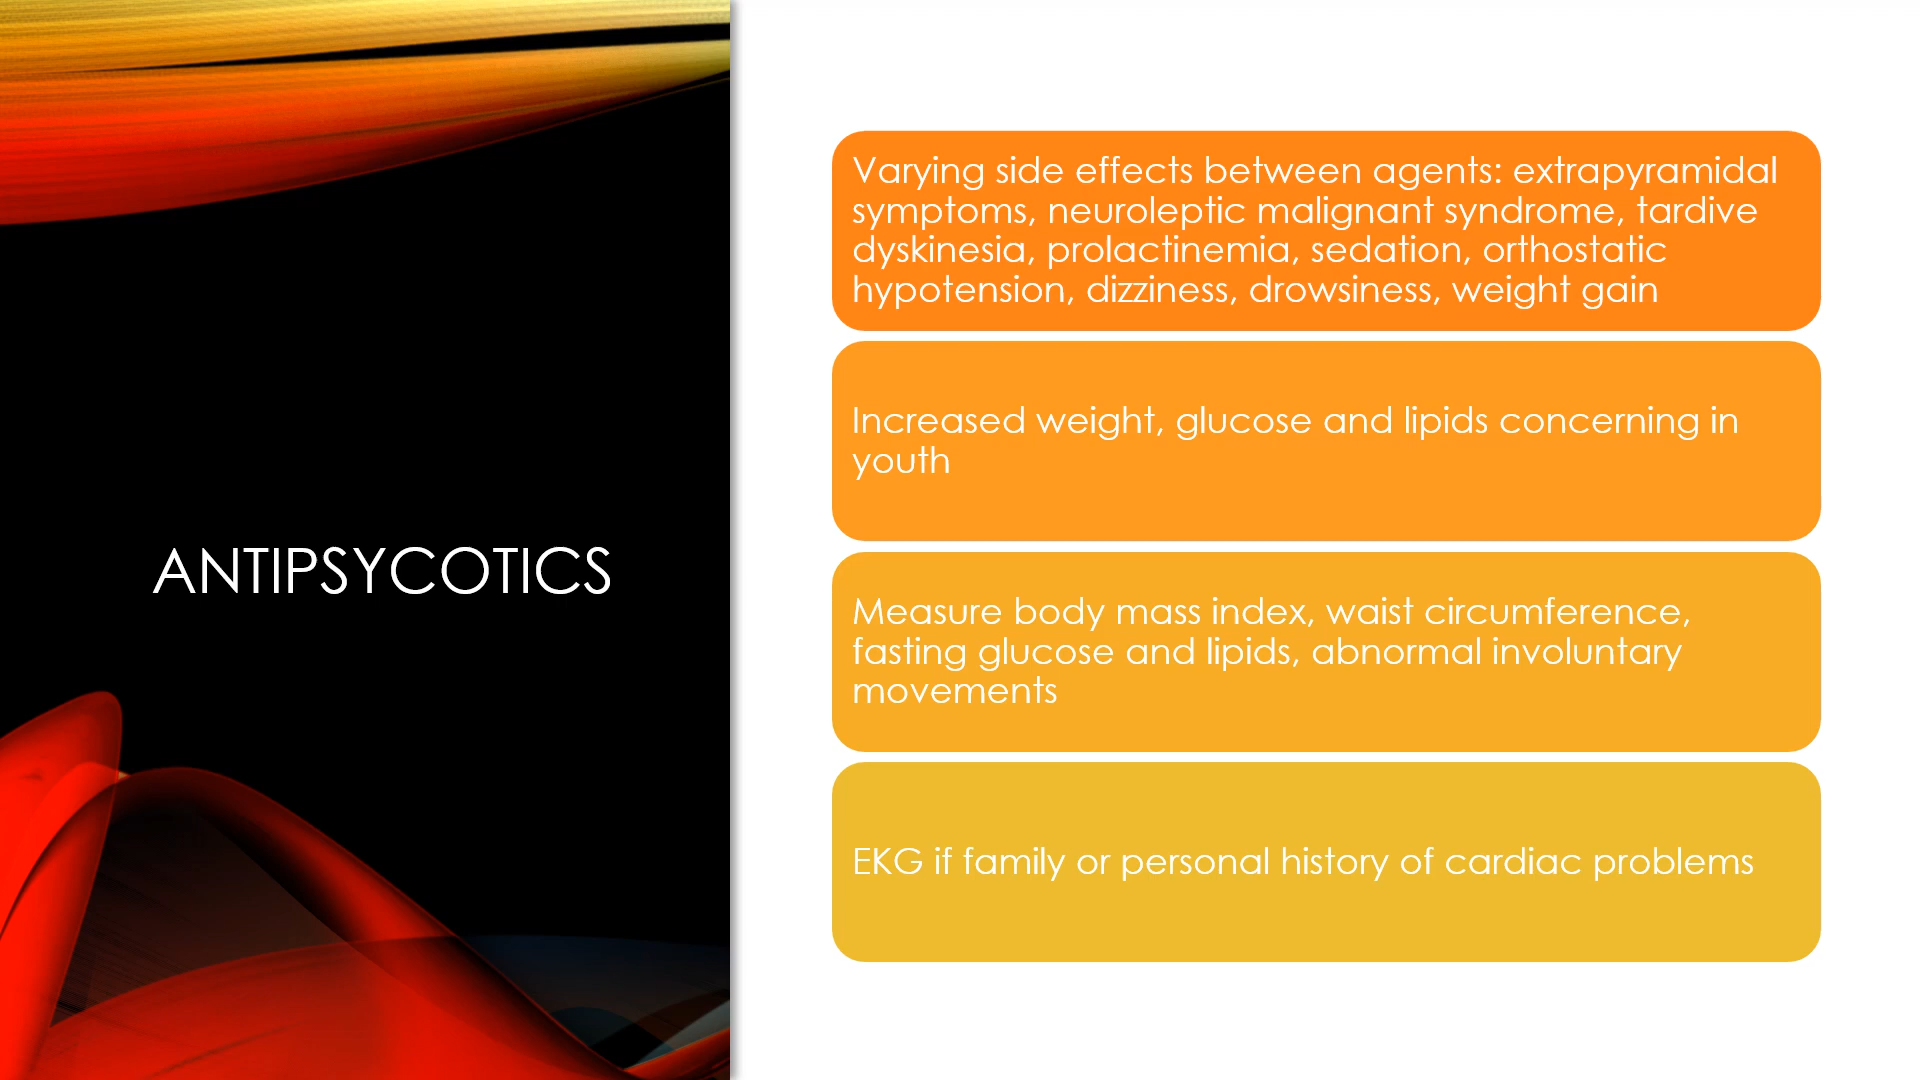 ANTIPSYCOTICS
Varying side effects between agents: extrapyramidal
symptoms, neuroleptic malignant syndrome, tardive
dyskinesia, prolactinemia, sedation, orthostatic
hypotension, dizziness, drowsiness, weight gain
Increased weight, glucose and lipids concerning in
youth
Measure body mass index, waist circumference,
fasting glucose and lipids, abnormal involuntary
movements
EKG if family or personal history of cardiac problems